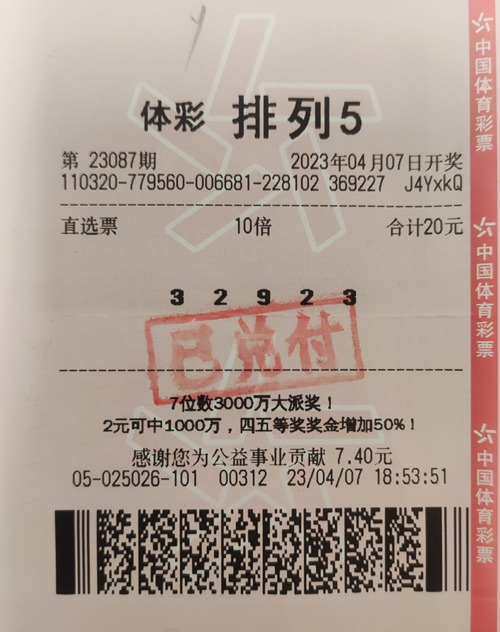 体彩 排列5
第 23087期 2023年04月07日开奖
110320-779560-006681-228102 369227 J4YxkQ
直选票 10倍 合计20元
3 2 9 2 3
已兑付
7位数3000万大派奖！
2元可中1000万，四五等奖奖金增加50%！
感谢您为公益事业贡献 7.40元
05-025026-101 00312 23/04/07 18:53:51
中国体育彩票
中国体育彩票
中国体育彩票